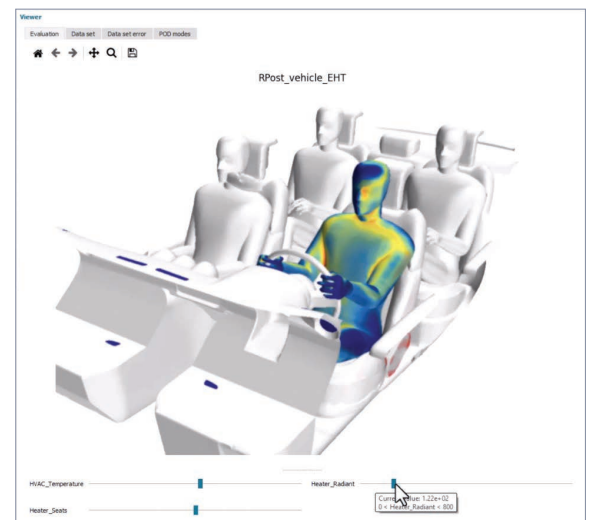 Viewer
Evaluation Data set Data set error POD modes
RPost_vehicle_EHT
HVAC_Temperature Heater_Radiant
Value: 1.22e+02
0 < Heater_Radiant < 800
Heater_Seats